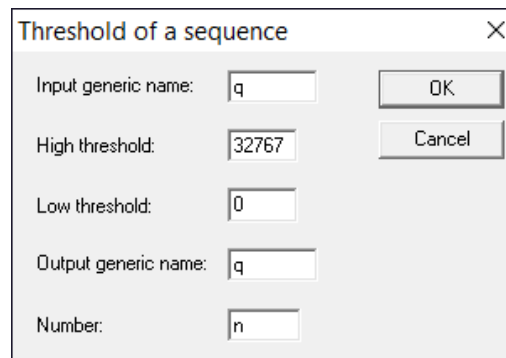 Threshold of a sequence
Input generic name: q
OK
High threshold: 32767
Cancel
Low threshold: 0
Output generic name: q
Number: n